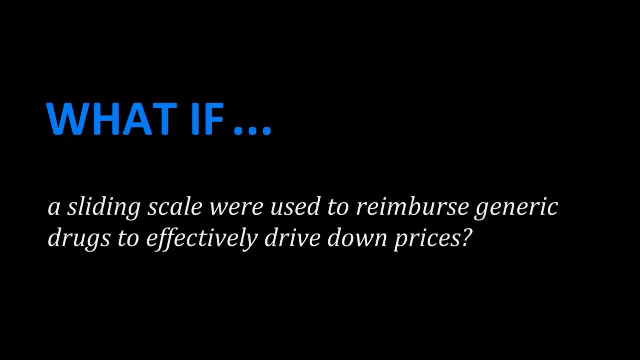 WHAT IF...
a sliding scale were used to reimburse generic
drugs to effectively drive down prices?